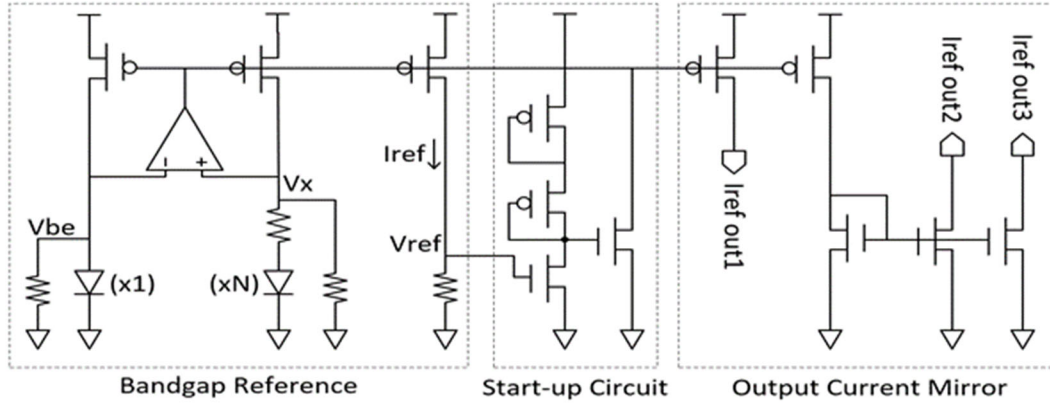 Iref
Vx
Vbe
Vref
(x1)
(xN)
- +
Iref out1
Iref out2
Iref out3
Bandgap Reference
Start-up Circuit
Output Current Mirror